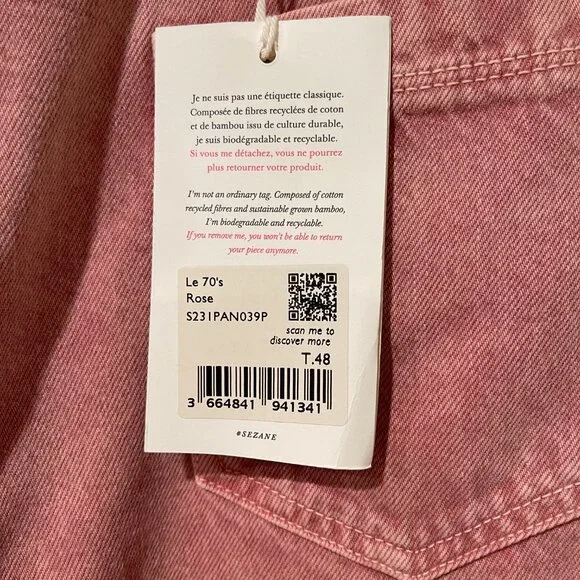 Je ne suis pas une étiquette classique.
Composée de fibres recyclées de coton
et de bambou issu de culture durable,
je suis biodégradable et recyclable.
Si vous me détachez, vous ne pourrez
plus retourner votre produit.
I'm not an ordinary tag. Composed of cotton
recycled fibres and sustainable grown bamboo,
I'm biodegradable and recyclable.
If you remove me, you won't be able to return
your piece anymore.
Le 70's
Rose
S231PAN039P
scan me to
discover more
T.48
3 664841 941341
#SEZANE